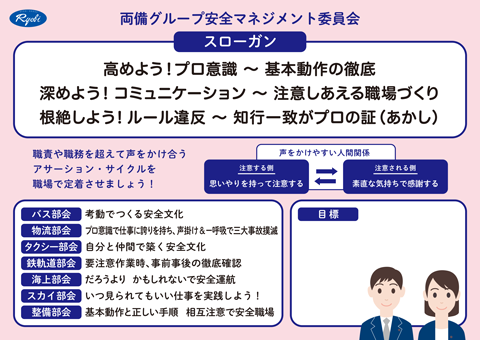 Ryobi
両備グループ安全マネジメント委員会
スローガン
高めよう！プロ意識 ～ 基本動作の徹底
深めよう！コミュニケーション ～ 注意しあえる職場づくり
根絶しよう！ルール違反 ～ 知行一致がプロの証（あかし）
職責や職務を超えて声をかけ合う
アサーション・サイクルを
職場で定着させましょう！
声をかけやすい人間関係
注意する側
思いやりを持って注意する
注意される側
素直な気持ちで感謝する
バス部会 考動でつくる安全文化
物流部会 プロ意識で仕事に誇りを持ち、声掛け＆一呼吸で三大事故撲滅
タクシー部会 自分と仲間で築く安全文化
鉄軌道部会 要注意作業時、事前事後の徹底確認
海上部会 だろうより かもしれないで安全運航
スカイ部会 いつ見られてもいい仕事を実践しよう！
整備部会 基本動作と正しい手順 相互注意で安全職場
目標